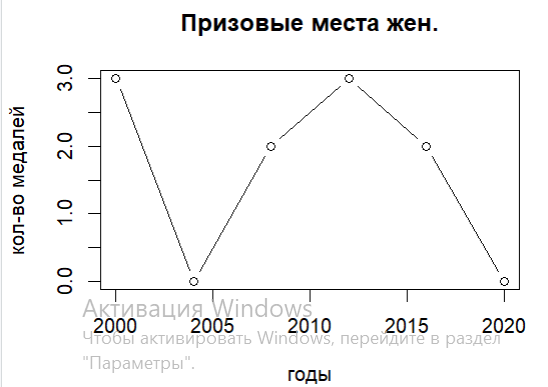 Призовые места жен.
кол-во медалей
3.0
2.0
1.0
0.0
2000 2005 2010 2015 2020
годы
Активация Windows
Чтобы активировать Windows, перейдите в раздел
"Параметры".